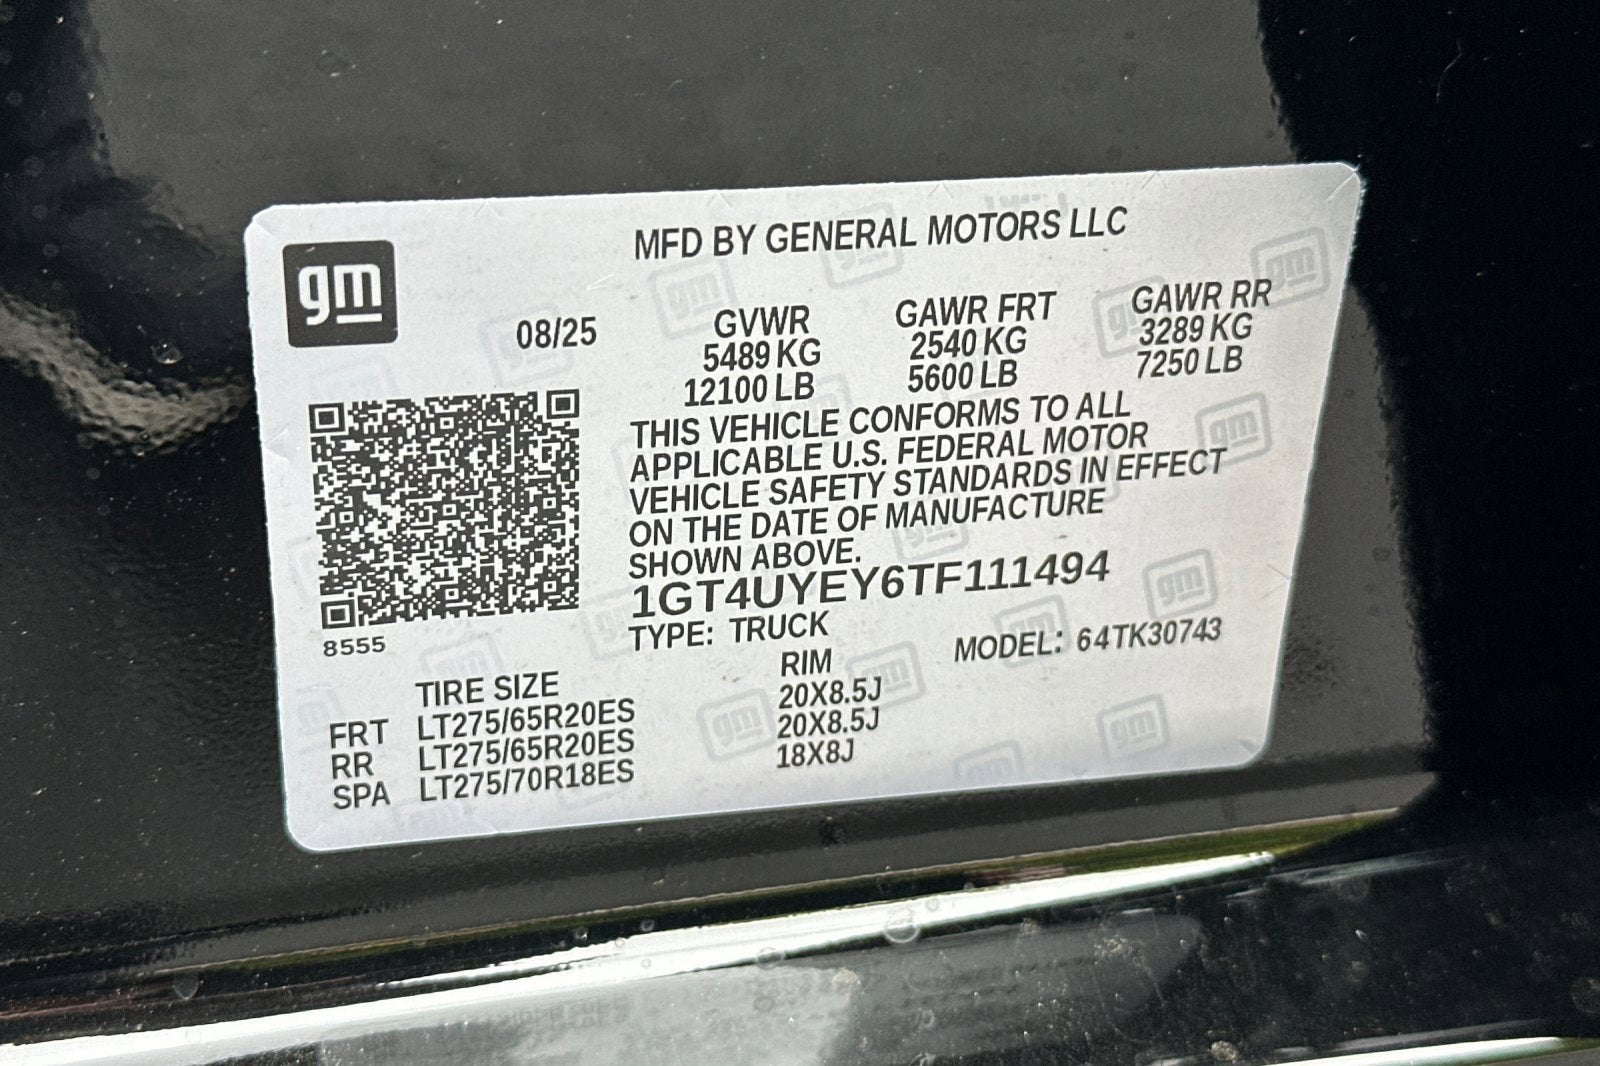 gm
MFD BY GENERAL MOTORS LLC
08/25
GVWR
5489 KG
12100 LB
GAWR FRT
2540 KG
5600 LB
GAWR RR
3289 KG
7250 LB
THIS VEHICLE CONFORMS TO ALL
APPLICABLE U.S. FEDERAL MOTOR
VEHICLE SAFETY STANDARDS IN EFFECT
ON THE DATE OF MANUFACTURE
SHOWN ABOVE.
1GT4UYEY6TF111494
TYPE: TRUCK
MODEL: 64TK30743
8555
TIRE SIZE
RIM
FRT LT275/65R20ES 20X8.5J
RR LT275/65R20ES 20X8.5J
SPA LT275/70R18ES 18X8J